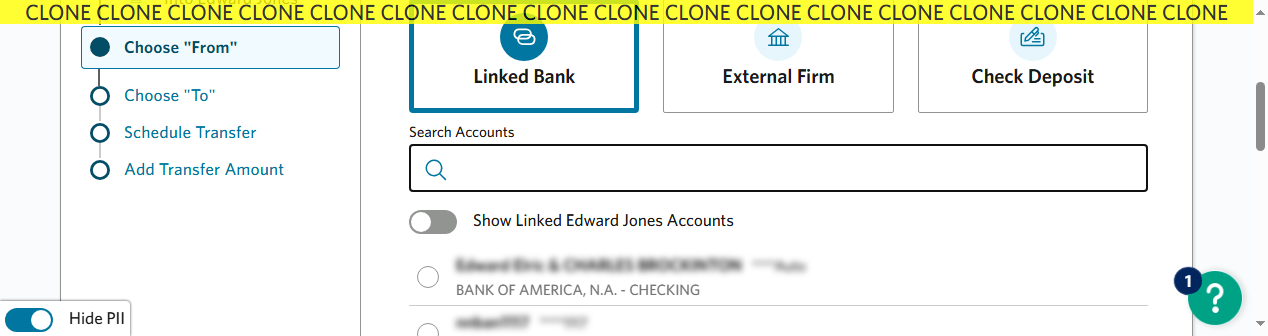 CLONE CLONE CLONE CLONE CLONE CLONE CLONE CLONE CLONE CLONE CLONE CLONE CLONE CLONE CLONE CLONE CLONE
Choose "From"
Choose "To"
Schedule Transfer
Add Transfer Amount
Linked Bank
External Firm
Check Deposit
Search Accounts
Show Linked Edward Jones Accounts
BANK OF AMERICA, N.A. - CHECKING
Hide PII
1
?